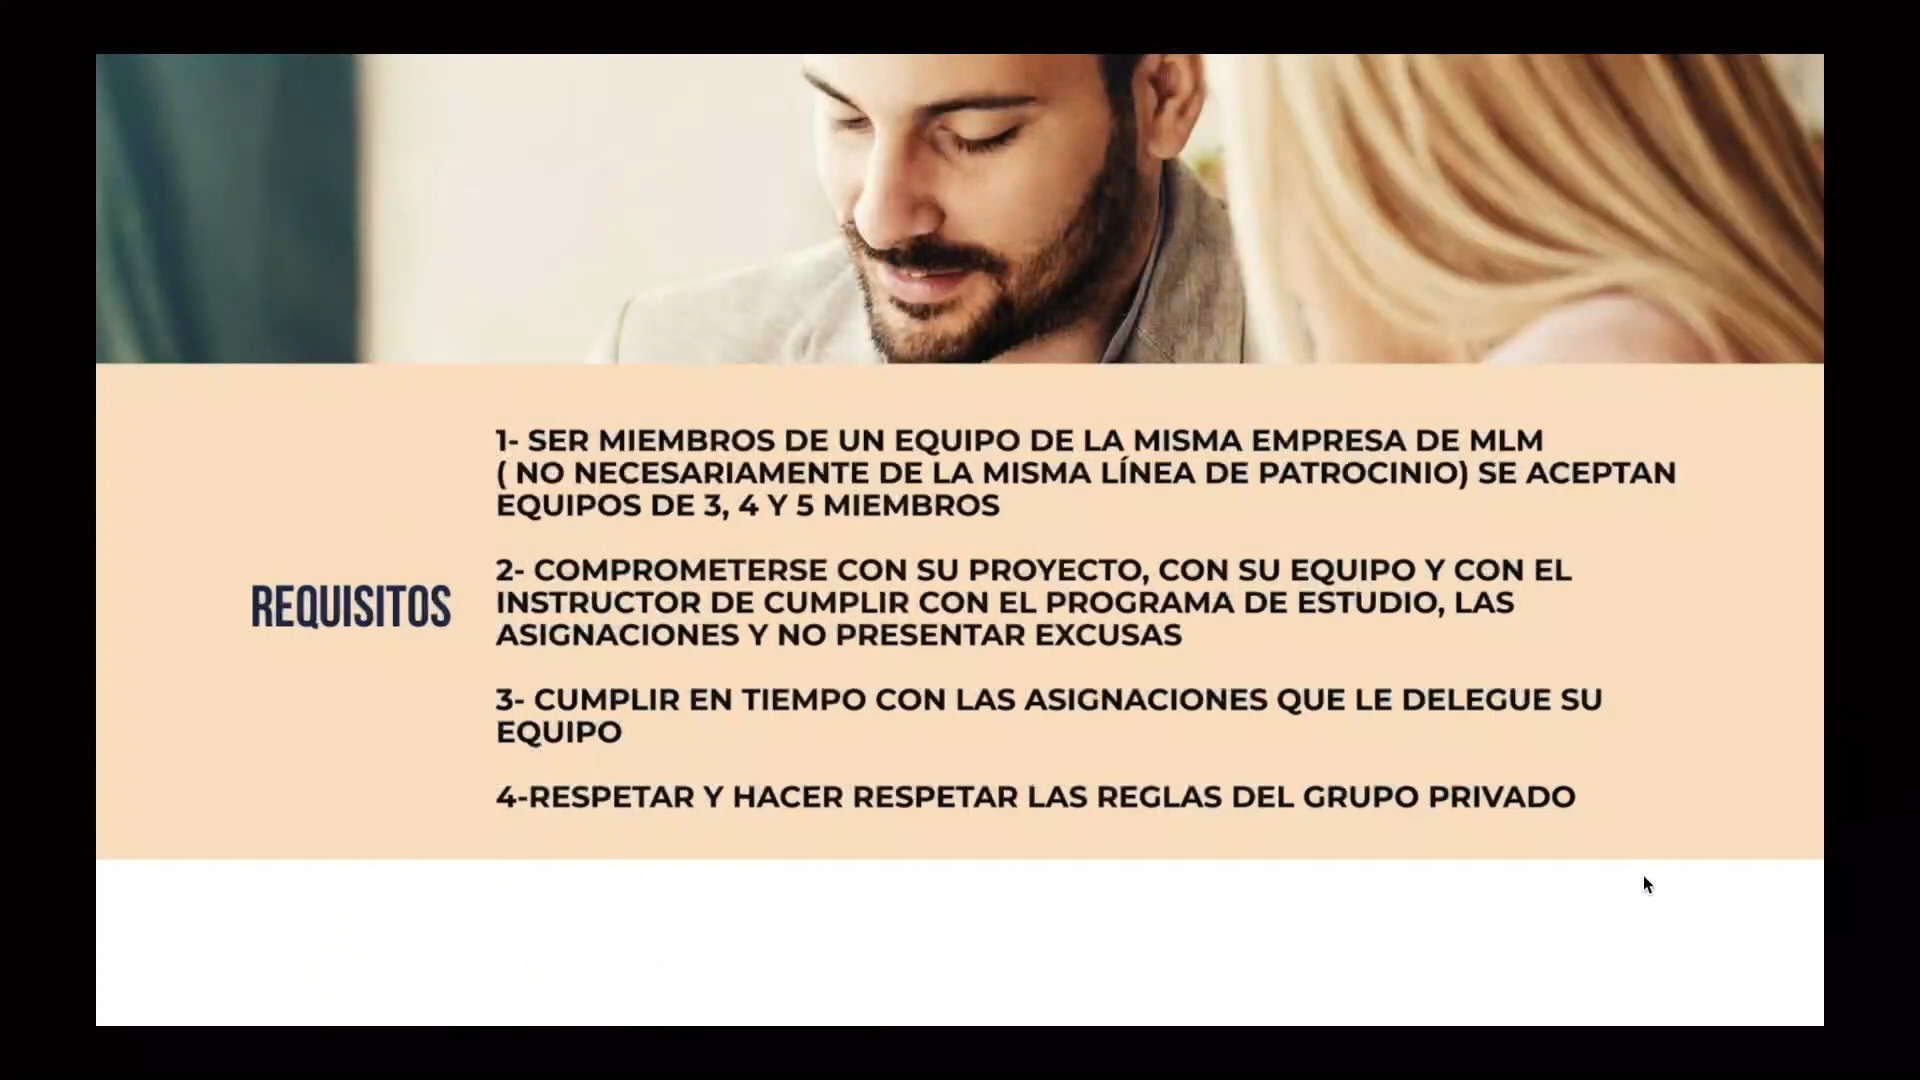 REQUISITOS
1- SER MIEMBROS DE UN EQUIPO DE LA MISMA EMPRESA DE MLM
( NO NECESARIAMENTE DE LA MISMA LÍNEA DE PATROCINIO) SE ACEPTAN
EQUIPOS DE 3, 4 Y 5 MIEMBROS
2- COMPROMETERSE CON SU PROYECTO, CON SU EQUIPO Y CON EL
INSTRUCTOR DE CUMPLIR CON EL PROGRAMA DE ESTUDIO, LAS
ASIGNACIONES Y NO PRESENTAR EXCUSAS
3- CUMPLIR EN TIEMPO CON LAS ASIGNACIONES QUE LE DELEGUE SU
EQUIPO
4-RESPETAR Y HACER RESPETAR LAS REGLAS DEL GRUPO PRIVADO